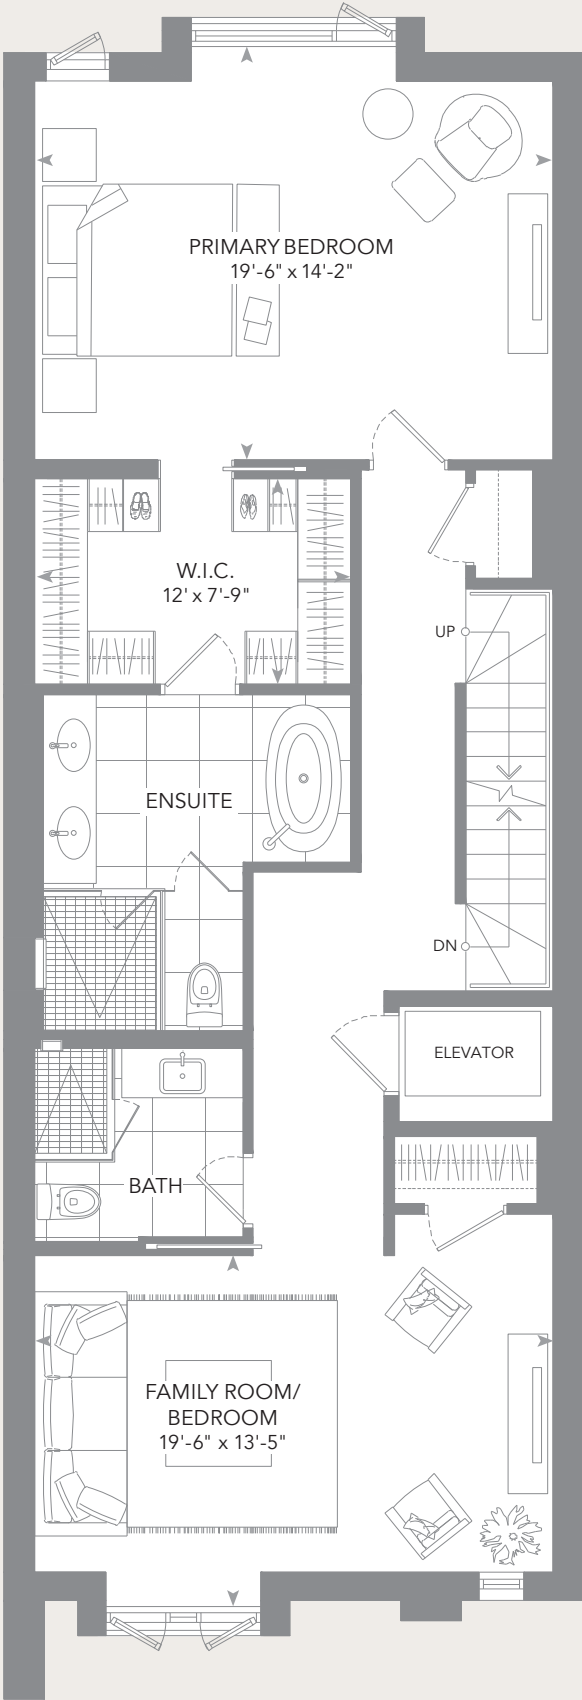 PRIMARY BEDROOM
19'-6" x 14'-2"
W.I.C.
12' x 7'-9"
UP
ENSUITE
DN
ELEVATOR
BATH
FAMILY ROOM/
BEDROOM
19'-6" x 13'-5"